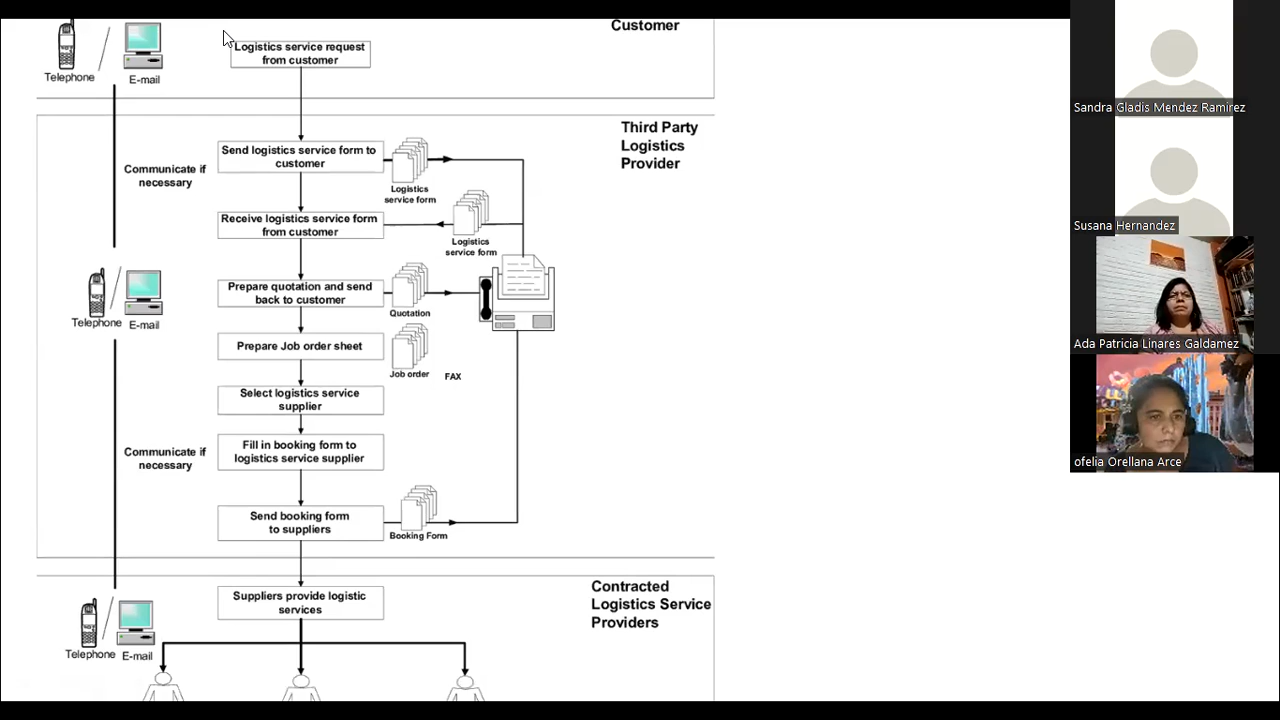 Customer
Logistics service request
from customer
Telephone
E-mail
Third Party
Logistics
Provider
Send logistics service form to
customer
Communicate if
necessary
Logistics
service form
Receive logistics service form
from customer
Logistics
service form
Prepare quotation and send
back to customer
Quotation
Telephone
E-mail
Prepare Job order sheet
Job order
FAX
Select logistics service
supplier
Fill in booking form to
logistics service supplier
Communicate if
necessary
Send booking form
to suppliers
Booking Form
Contracted
Logistics Service
Providers
Suppliers provide logistic
services
Telephone
E-mail
Sandra Gladis Mendez Ramirez
Susana Hernandez
Ada Patricia Linares Galdamez
ofelia Orellana Arce